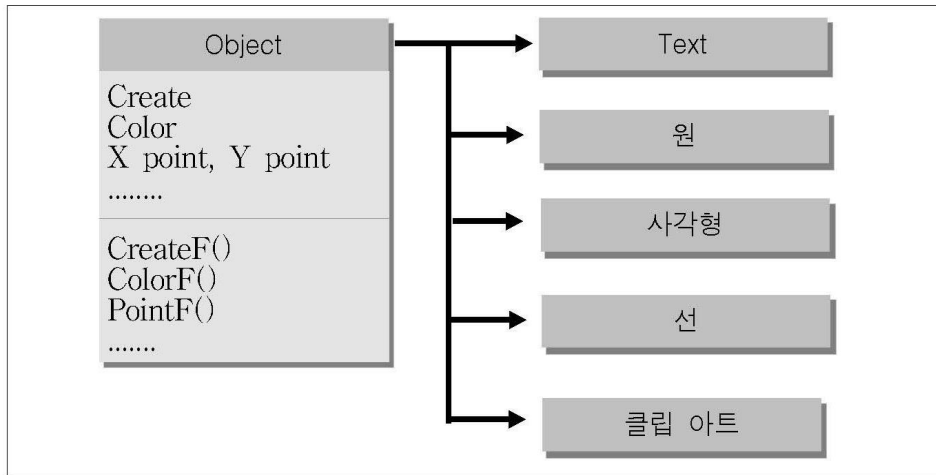 Object
Create
Color
X point, Y point
........
CreateF()
ColorF()
PointF()
.......
Text
원
사각형
선
클립 아트